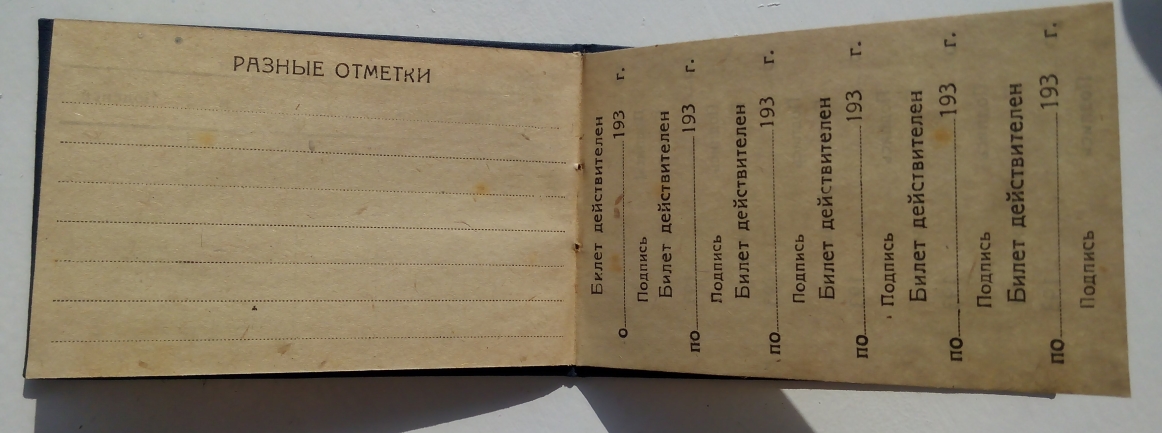 РАЗНЫЕ ОТМЕТКИ
Билет действителен
о 193 г.
Подпись
Билет действителен
по 193 г.
Подпись
Билет действителен
по 193 г.
Подпись
Билет действителен
по 193 г.
Подпись
Билет действителен
по 193 г.
Подпись
Билет действителен
по 193 г.
Подпись